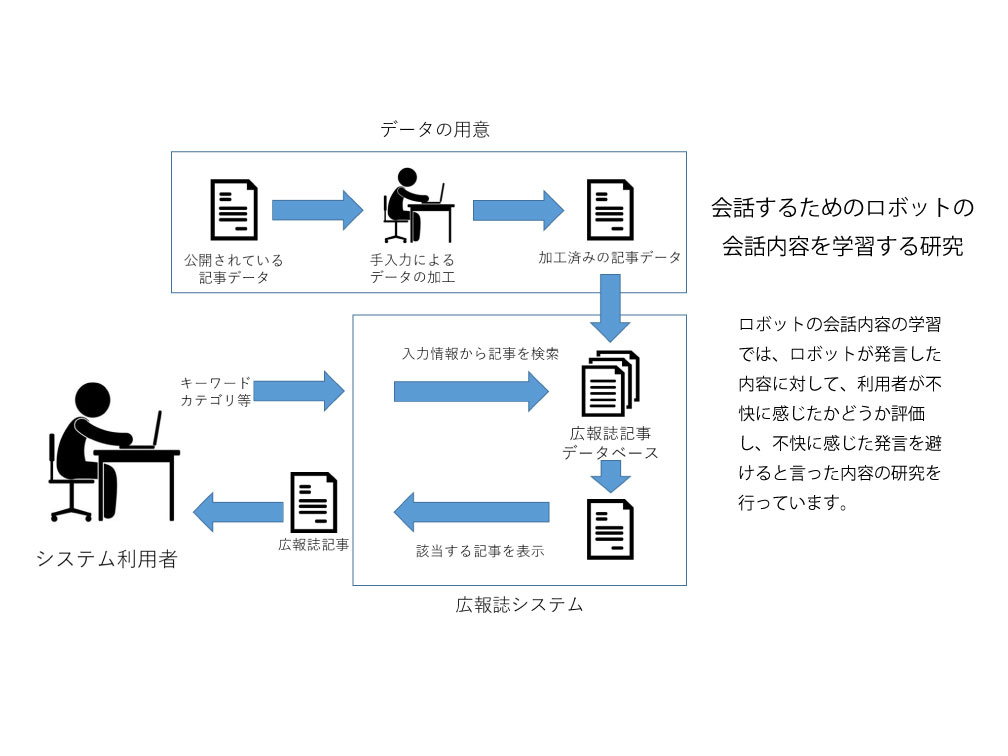 データの用意
公開されている
記事データ
手入力による
データの加工
加工済みの記事データ
会話するためのロボットの
会話内容を学習する研究
ロボットの会話内容の学習
では、ロボットが発言した
内容に対して、利用者が不
快に感じたかどうか評価
し、不快に感じた発言を避
けると言った内容の研究を
行っています。
キーワード
カテゴリ等
入力情報から記事を検索
広報誌記事
データベース
広報誌記事
該当する記事を表示
システム利用者
広報誌システム